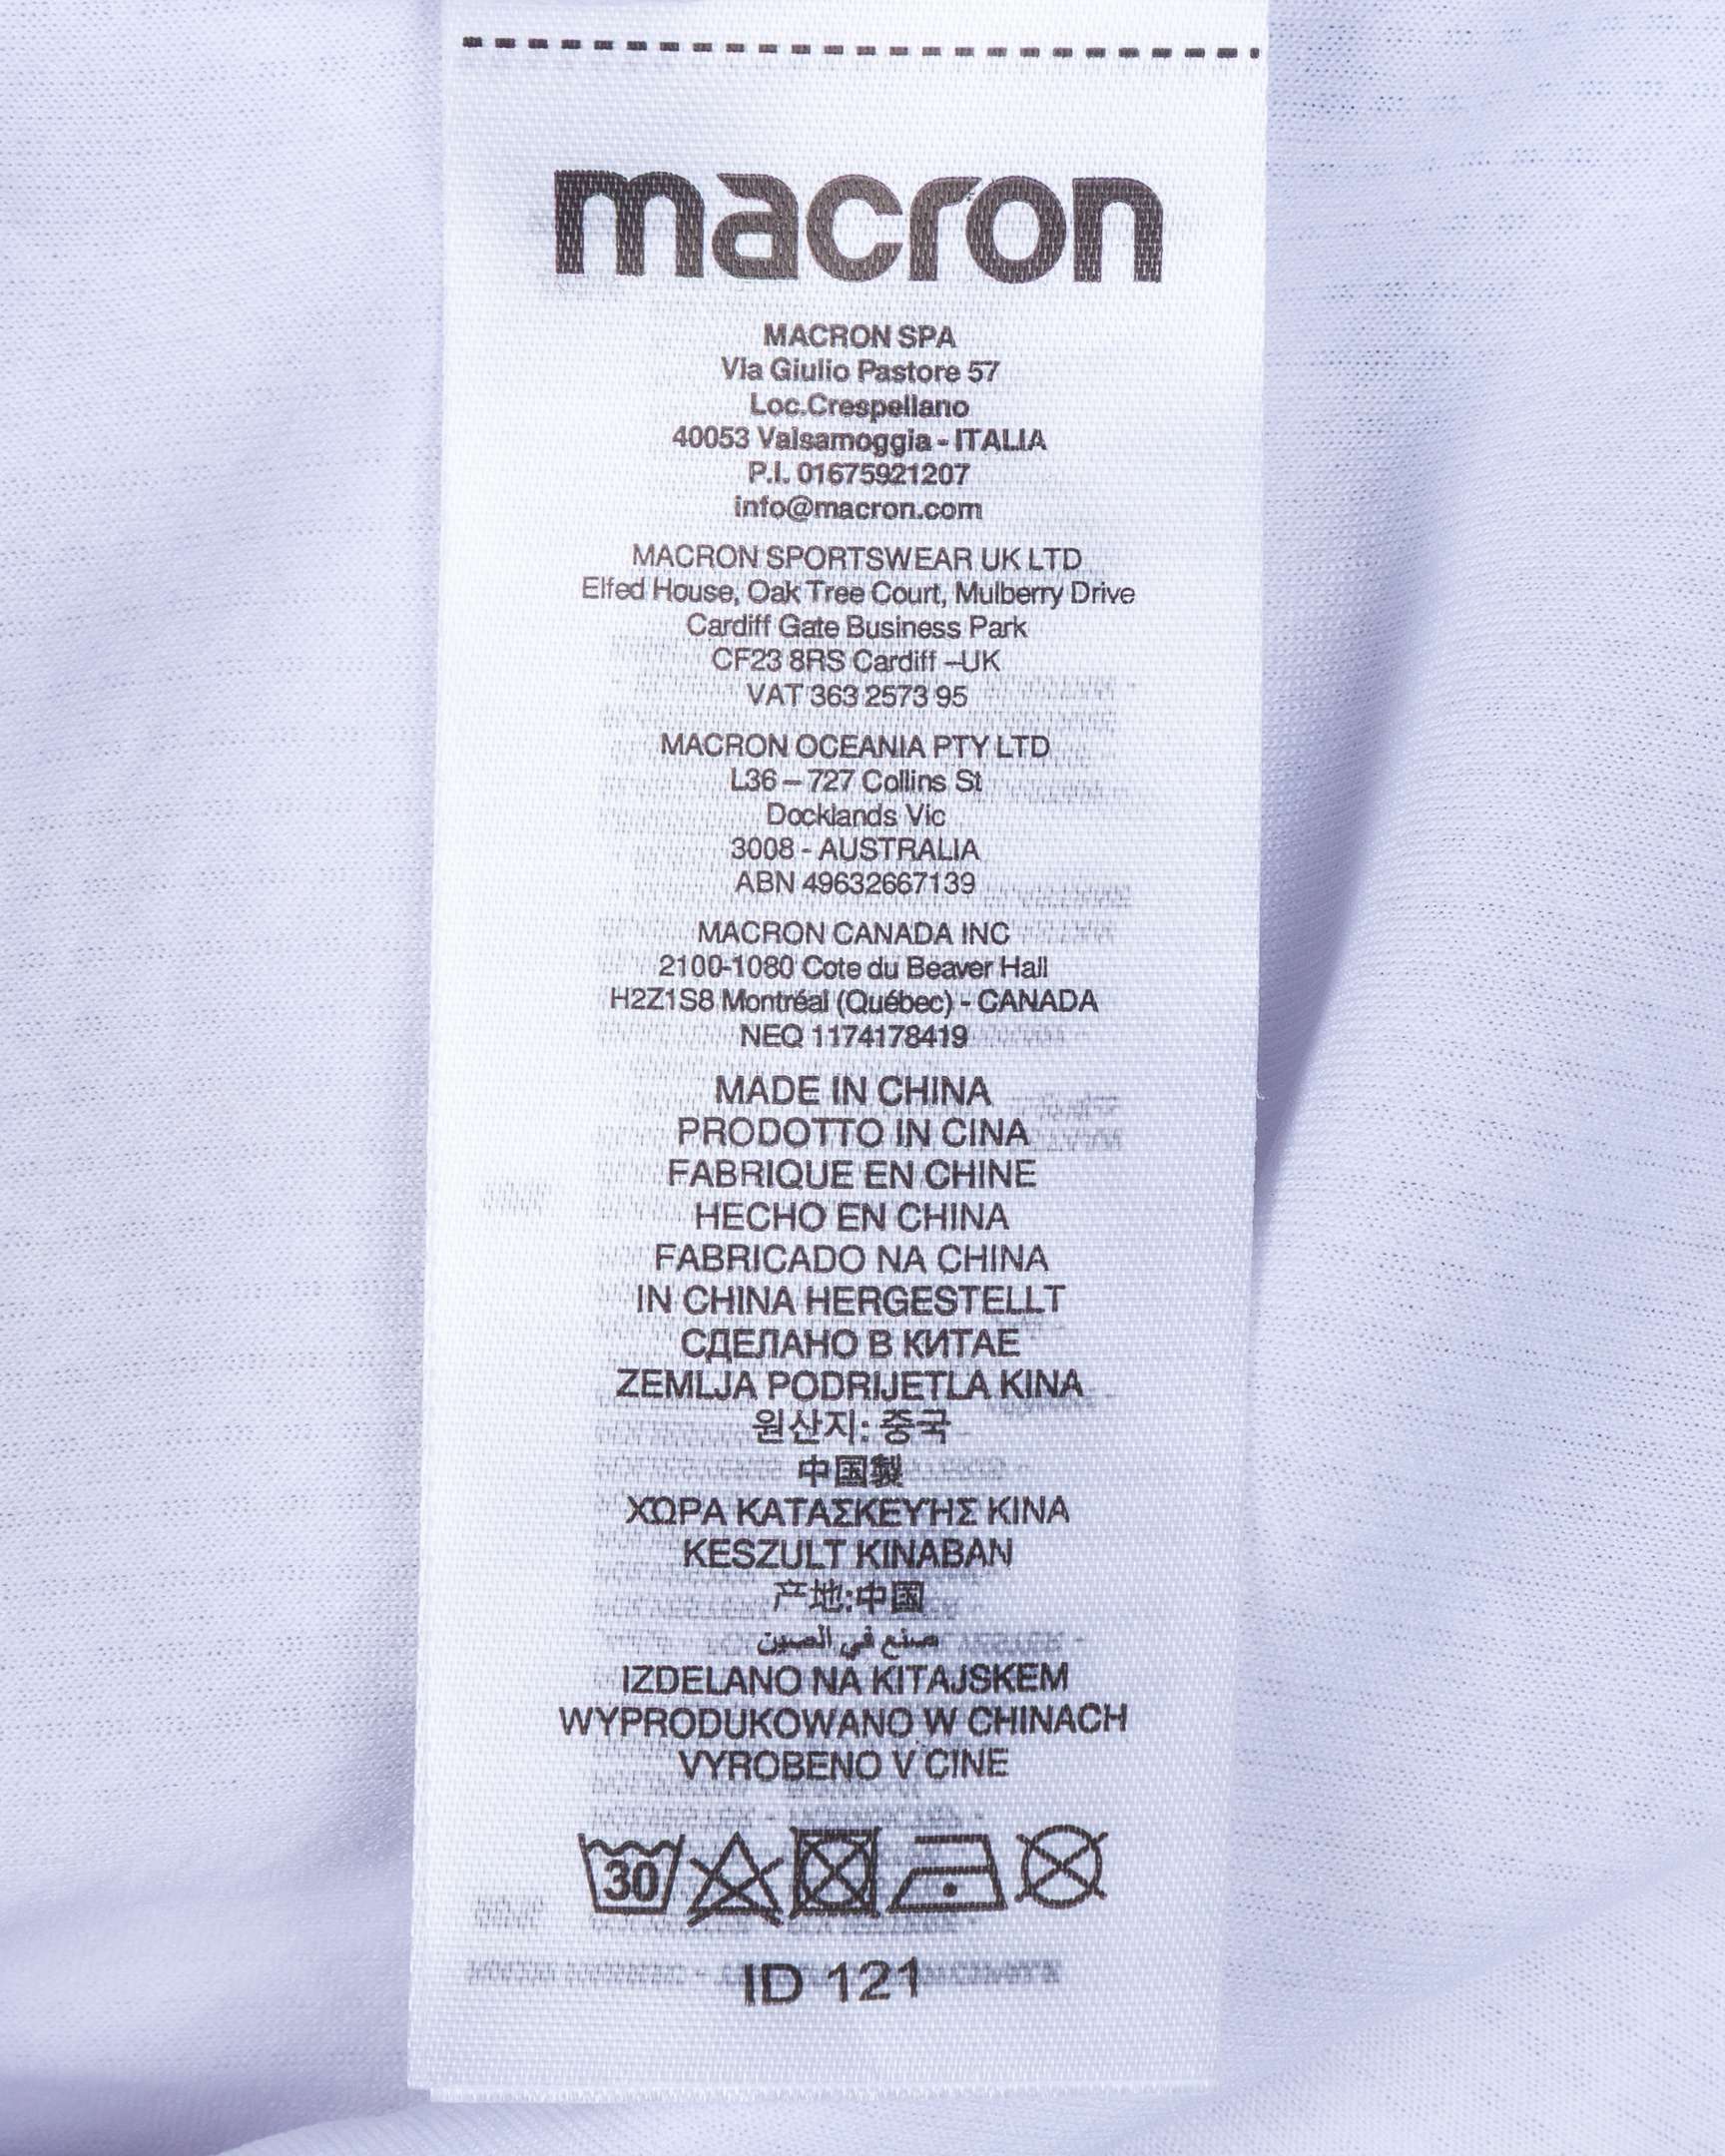 macron
MACRON SPA
Via Giulio Pastore 57
Loc.Crespellano
40053 Valsamoggia - ITALIA
P.I. 01675921207
info@macron.com
MACRON SPORTSWEAR UK LTD
Elfed House, Oak Tree Court, Mulberry Drive
Cardiff Gate Business Park
CF23 8RS Cardiff –UK
VAT 363 2573 95
MACRON OCEANIA PTY LTD
L36 – 727 Collins St
Docklands Vic
3008 - AUSTRALIA
ABN 49632667139
MACRON CANADA INC
2100-1080 Cote du Beaver Hall
H2Z1S8 Montréal (Québec) - CANADA
NEQ 1174178419
MADE IN CHINA
PRODOTTO IN CINA
FABRIQUE EN CHINE
HECHO EN CHINA
FABRICADO NA CHINA
IN CHINA HERGESTELLT
СДЕЛАНО В КИТАЕ
ZEMLJA PODRIJETLA KINA
원산지: 중국
中国製
ΧΩΡΑ ΚΑΤΑΣΚΕΥΗΣ ΚΙΝΑ
KESZULT KINABAN
产地:中国
صنع في الصين
IZDELANO NA KITAJSKEM
WYPRODUKOWANO W CHINACH
VYROBENO V CINE
30
ID 121